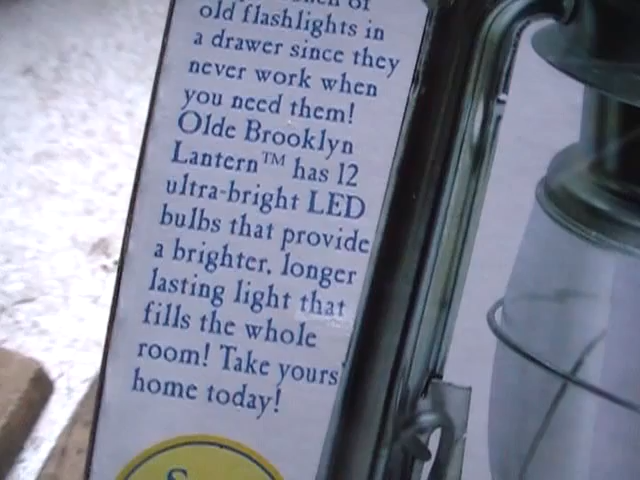 of
old flashlights in
a drawer since they
never work when
you need them!
Olde Brooklyn
Lantern™ has 12
ultra-bright LED
bulbs that provide
a brighter, longer
lasting light that
fills the whole
room! Take yours
home today!